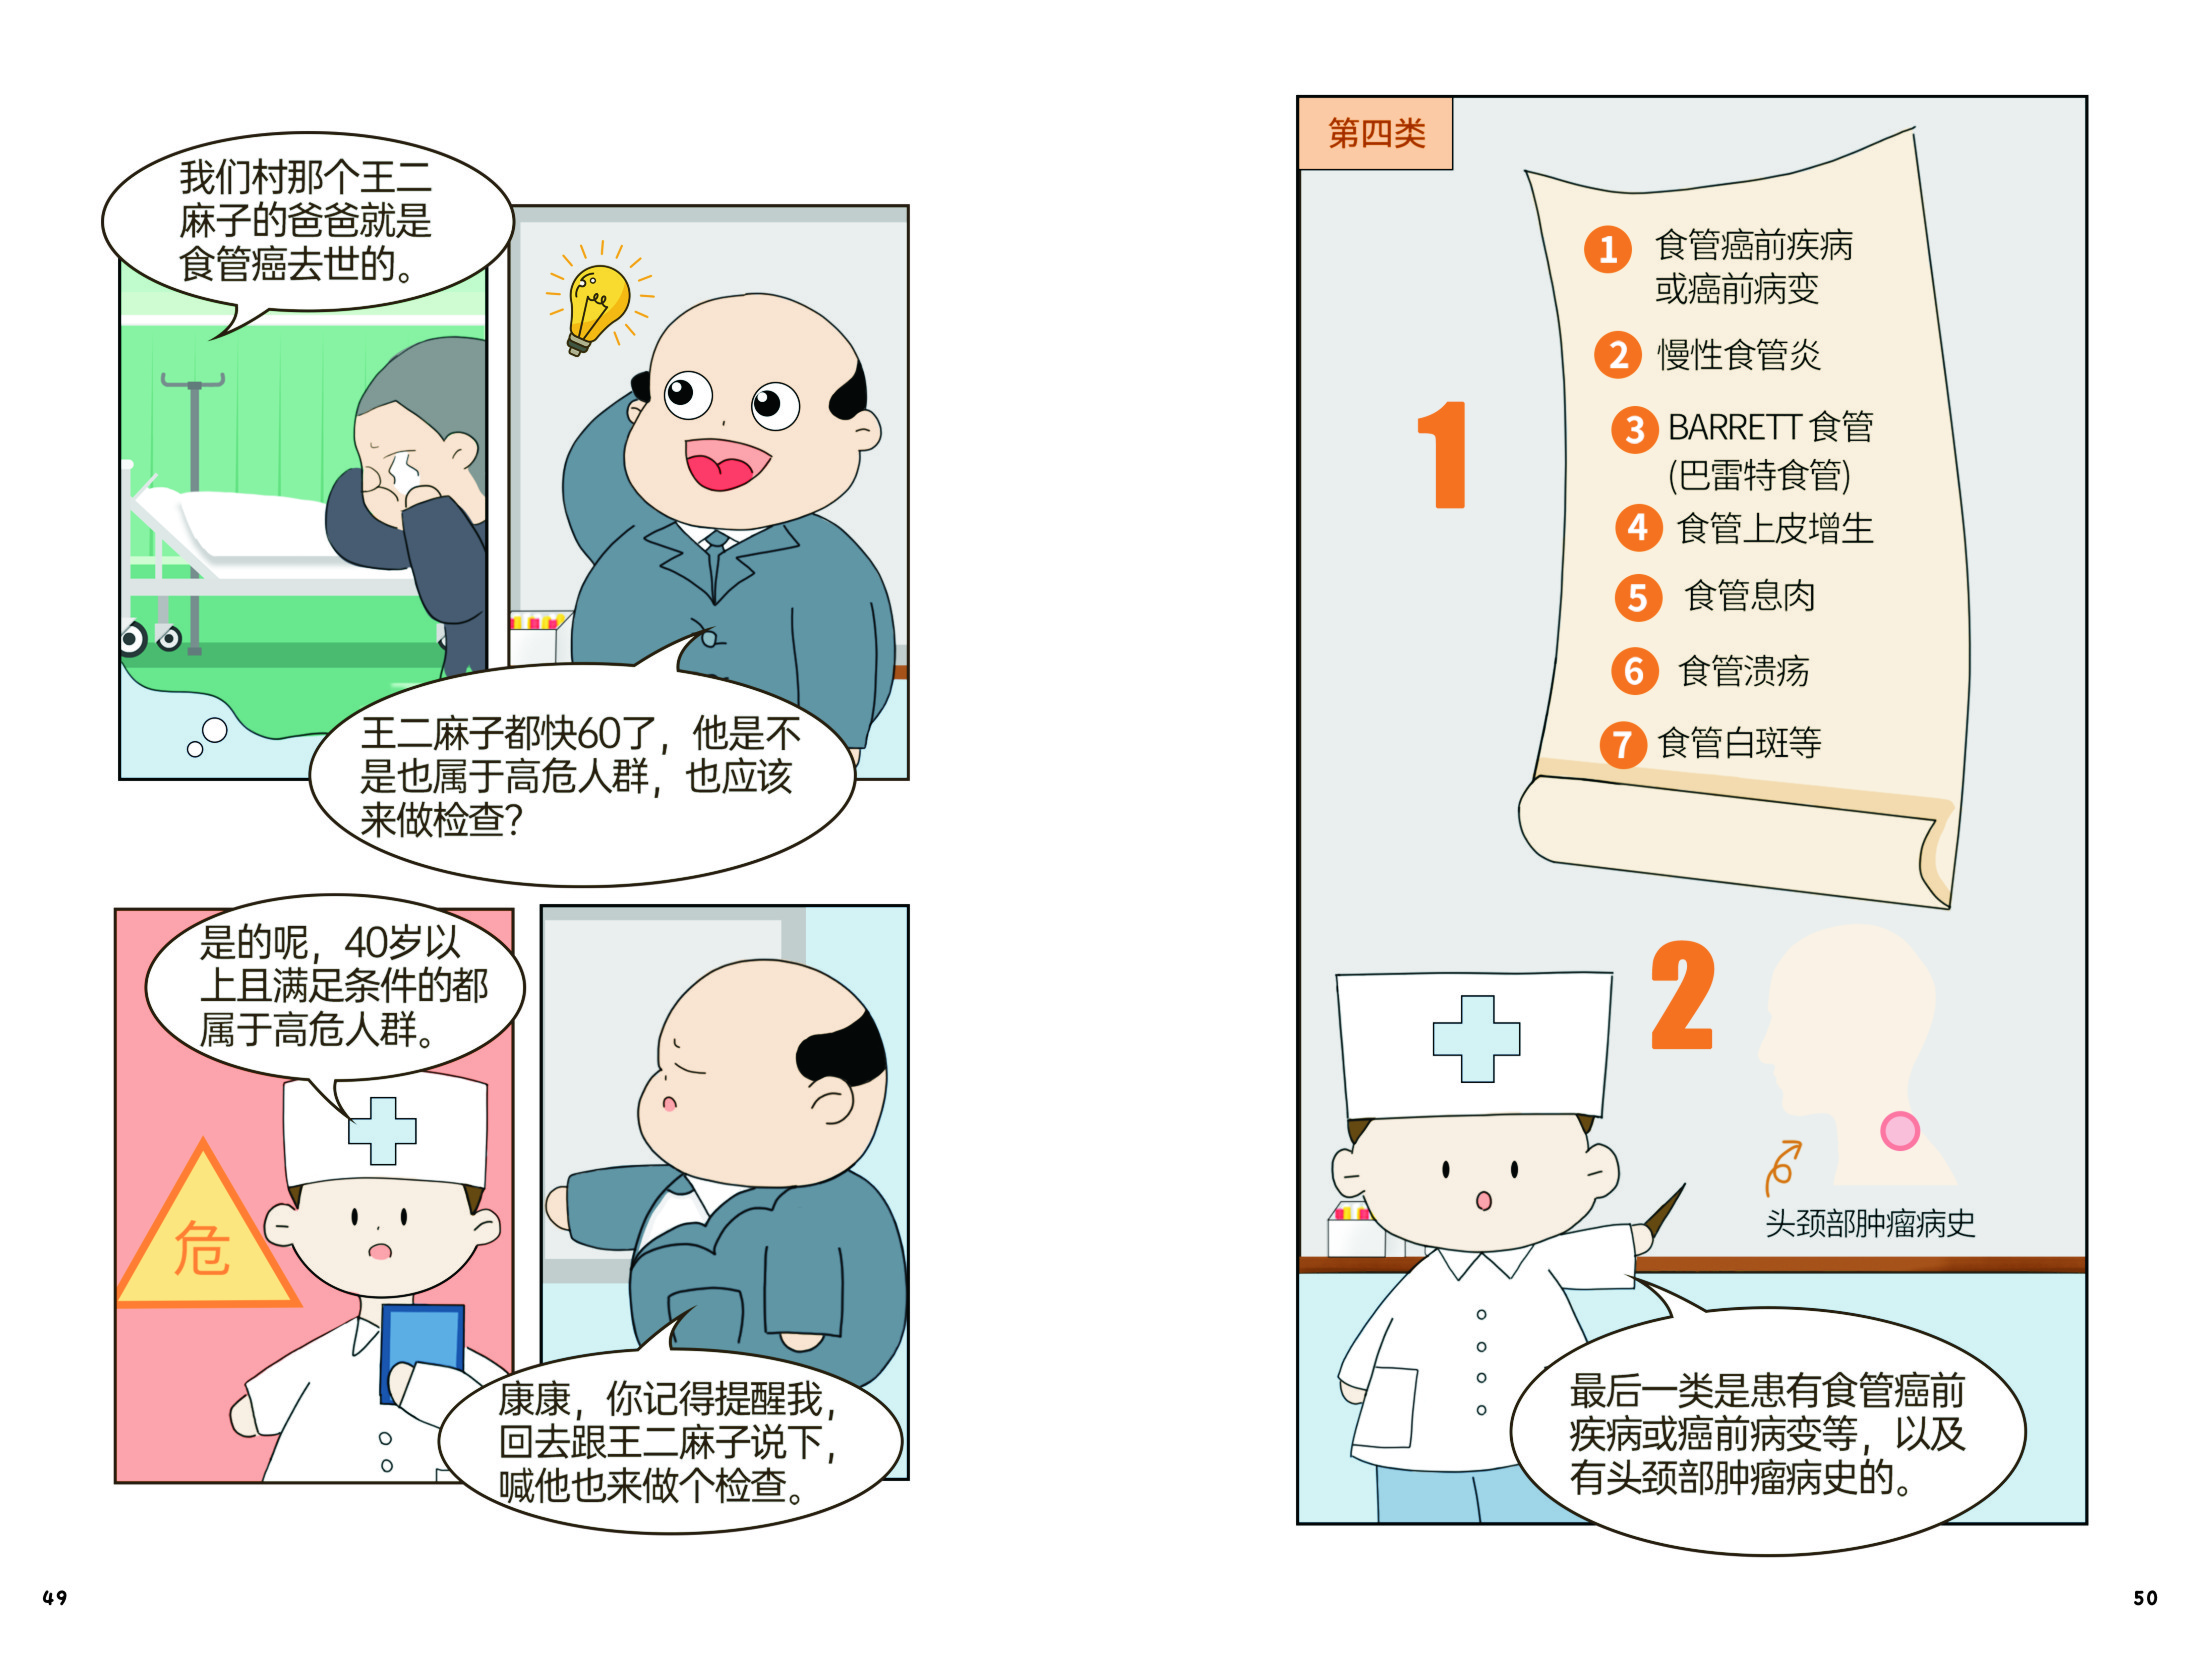 我们村那个王二
麻子的爸爸就是
食管癌去世的。
王二麻子都快60了，他是不
是也属于高危人群，也应该
来做检查？
是的呢，40岁以
上且满足条件的都
属于高危人群。
危
康康，你记得提醒我，
回去跟王二麻子说下，
喊他也来做个检查。
49
第四类
1
1 食管癌前疾病
或癌前病变
2 慢性食管炎
3 BARRETT 食管
(巴雷特食管)
4 食管上皮增生
5 食管息肉
6 食管溃疡
7 食管白斑等
2
头颈部肿瘤病史
最后一类是患有食管癌前
疾病或癌前病变等，以及
有头颈部肿瘤病史的。
50